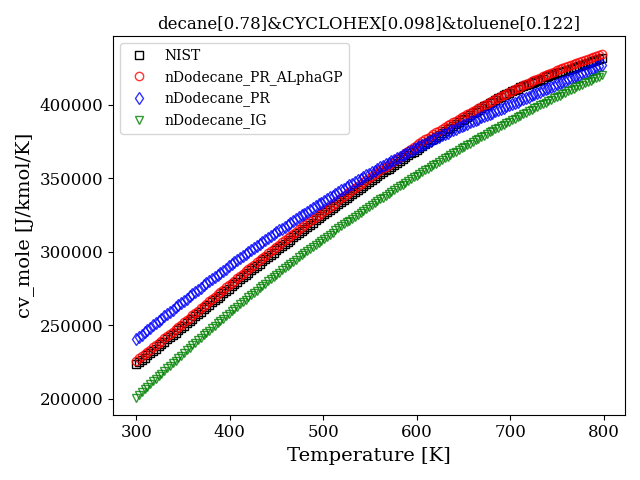 decane[0.78]&CYCLOHEX[0.098]&toluene[0.122]
NIST
nDodecane_PR_ALphaGP
nDodecane_PR
nDodecane_IG
cv_mole [J/kmol/K]
400000
350000
300000
250000
200000
300 400 500 600 700 800
Temperature [K]